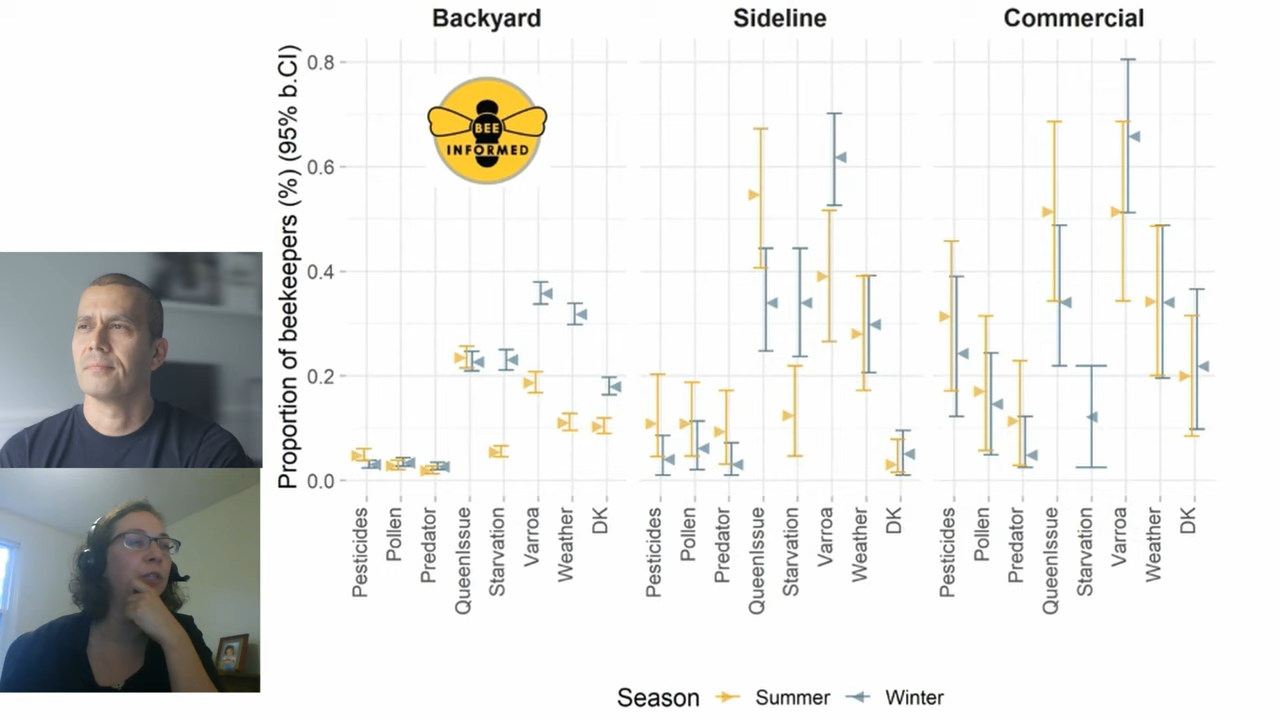 Backyard
Sideline
Commercial
Proportion of beekeepers (%) (95% b.CI)
0.8
0.6
0.4
0.2
0.0
BEE
INFORMED
Pesticides
Pollen
Predator
QueenIssue
Starvation
Varroa
Weather
DK
Pesticides
Pollen
Predator
QueenIssue
Starvation
Varroa
Weather
DK
Pesticides
Pollen
Predator
QueenIssue
Starvation
Varroa
Weather
DK
Season Summer Winter